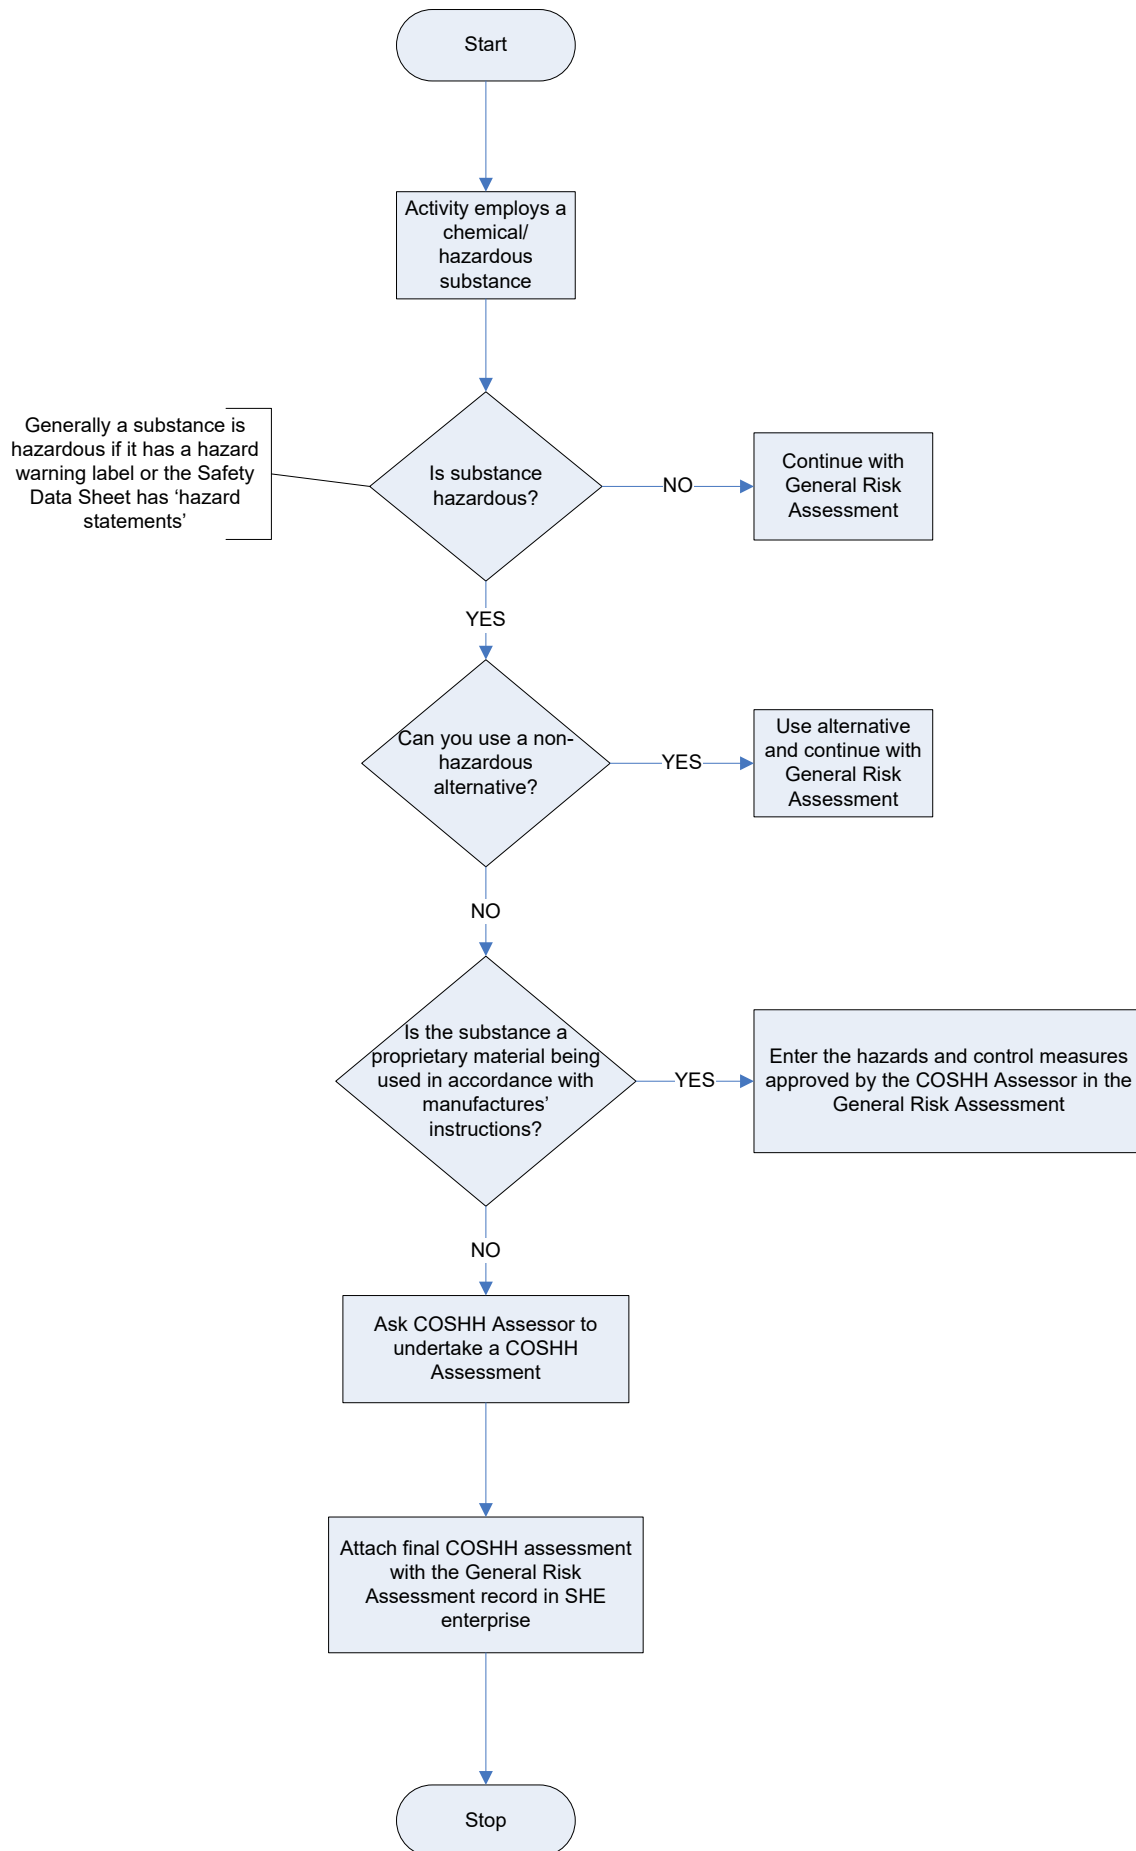 Start
Activity employs a
chemical/
hazardous
substance
Generally a substance is
hazardous if it has a hazard
warning label or the Safety
Data Sheet has ‘hazard
statements’
Is substance
hazardous?
NO
Continue with
General Risk
Assessment
YES
Can you use a non-
hazardous
alternative?
YES
Use alternative
and continue with
General Risk
Assessment
NO
Is the substance a
proprietary material being
used in accordance with
manufactures’
instructions?
YES
Enter the hazards and control measures
approved by the COSHH Assessor in the
General Risk Assessment
NO
Ask COSHH Assessor to
undertake a COSHH
Assessment
Attach final COSHH assessment
with the General Risk
Assessment record in SHE
enterprise
Stop